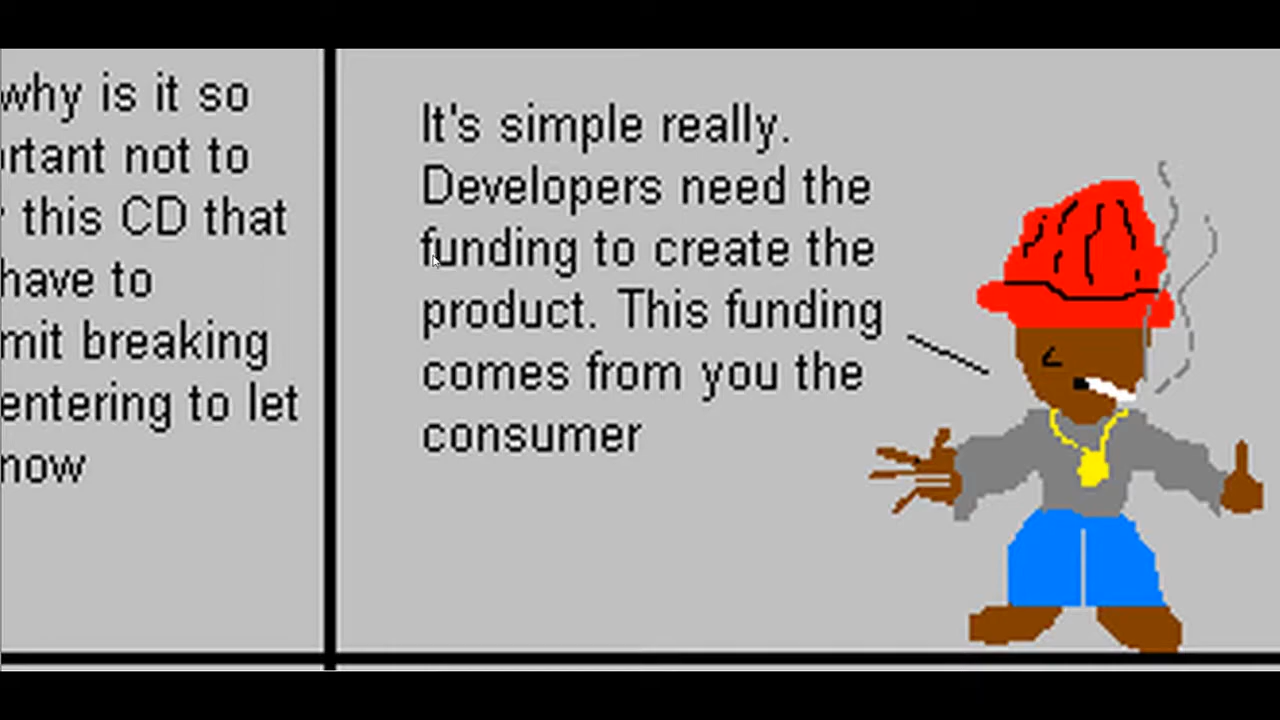 why is it so
rtant not to
this CD that
have to
mit breaking
entering to let
now
It's simple really.
Developers need the
funding to create the
product. This funding
comes from you the
consumer